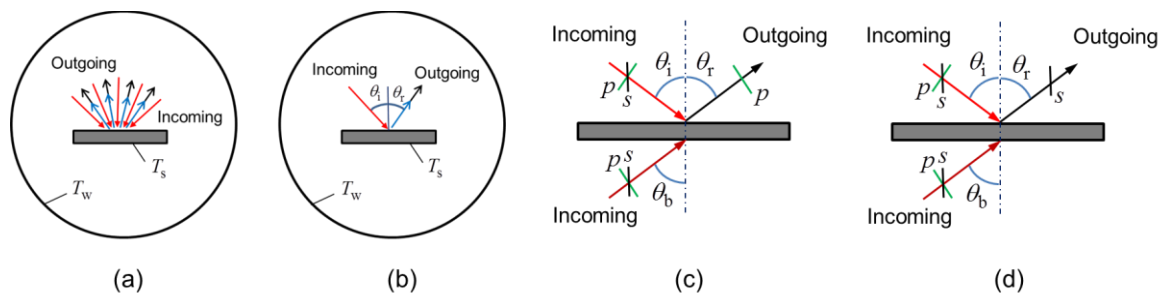 Outgoing
Incoming
T_s
T_w
(a)
Incoming
Outgoing
θ_i
θ_r
T_s
T_w
(b)
Incoming
Outgoing
θ_i
θ_r
p
s
p
p
s
θ_b
Incoming
(c)
Incoming
Outgoing
θ_i
θ_r
p
s
s
p
s
θ_b
Incoming
(d)